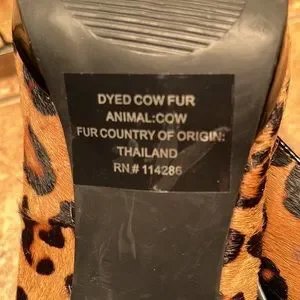 DYED COW FUR
ANIMAL:COW
FUR COUNTRY OF ORIGIN:
THAILAND
RN# 114286